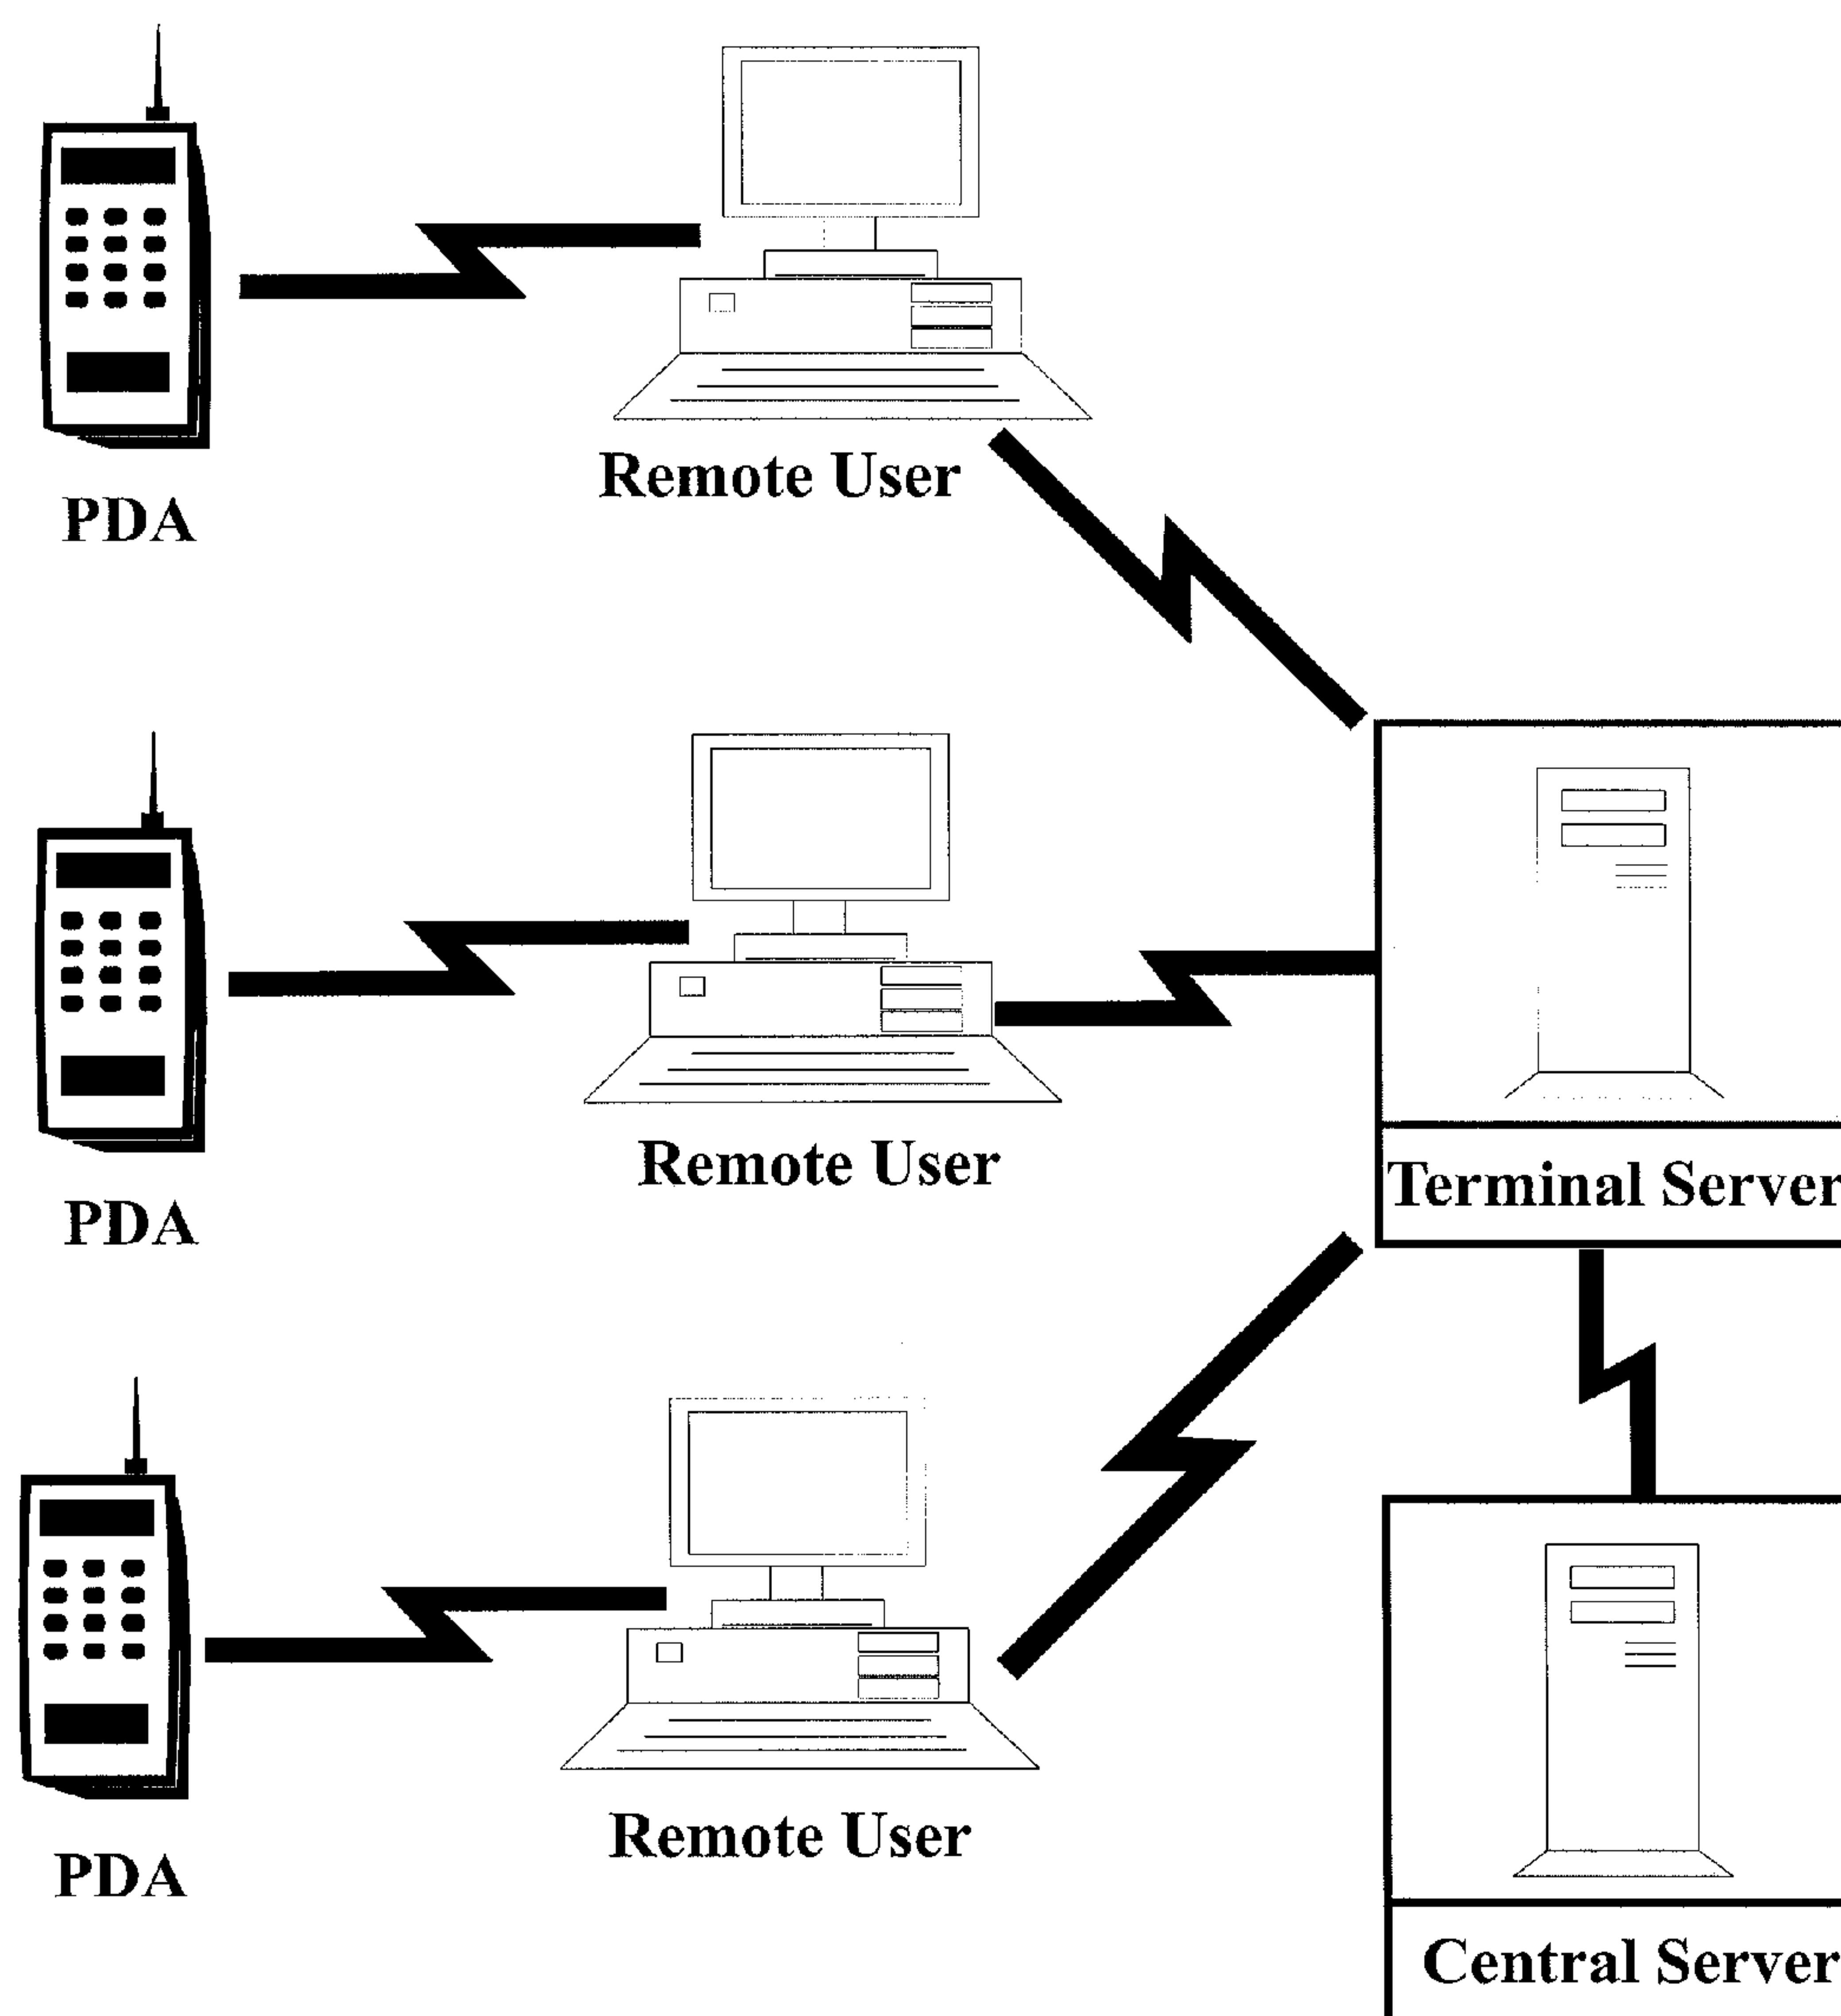 Remote User
PDA
Remote User
Terminal Server
PDA
Remote User
PDA
Central Server